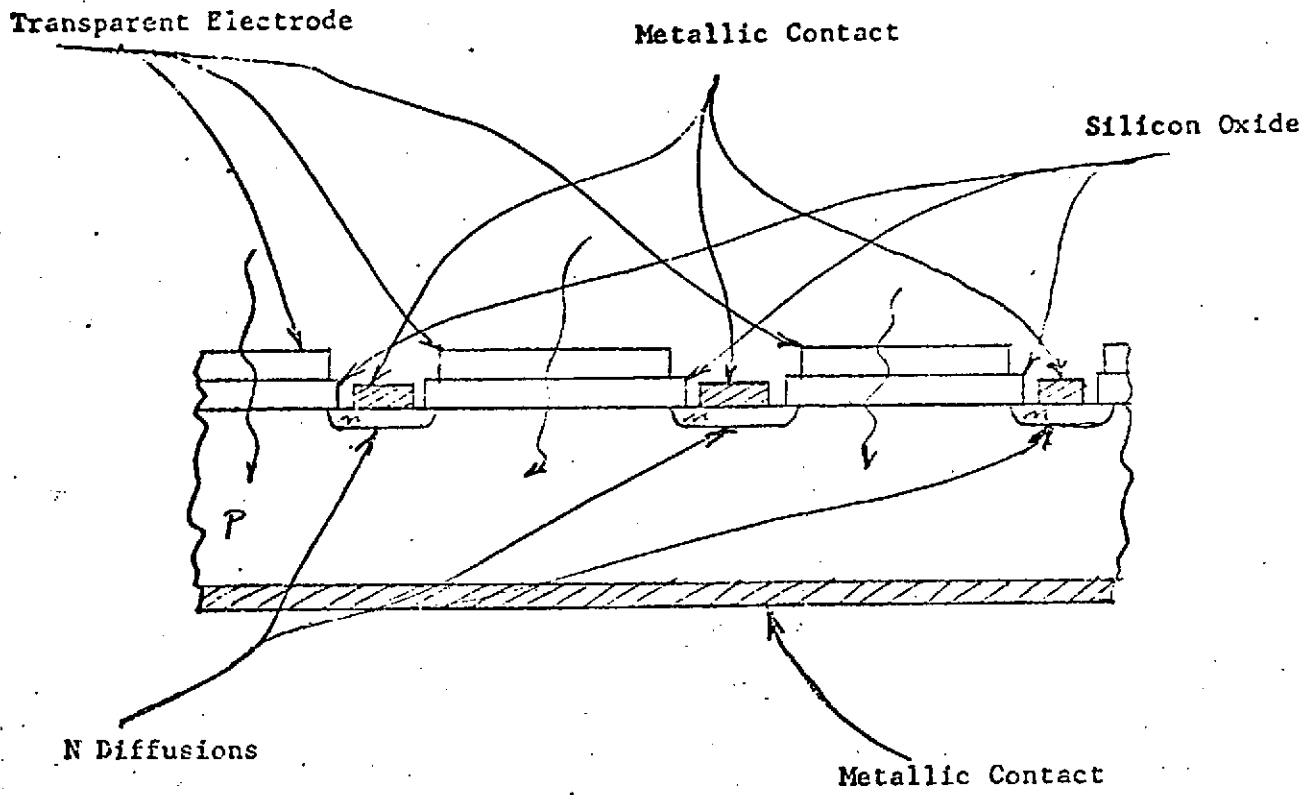 Transparent Electrode
Metallic Contact
Silicon Oxide
n
n
n
P
N Diffusions
Metallic Contact